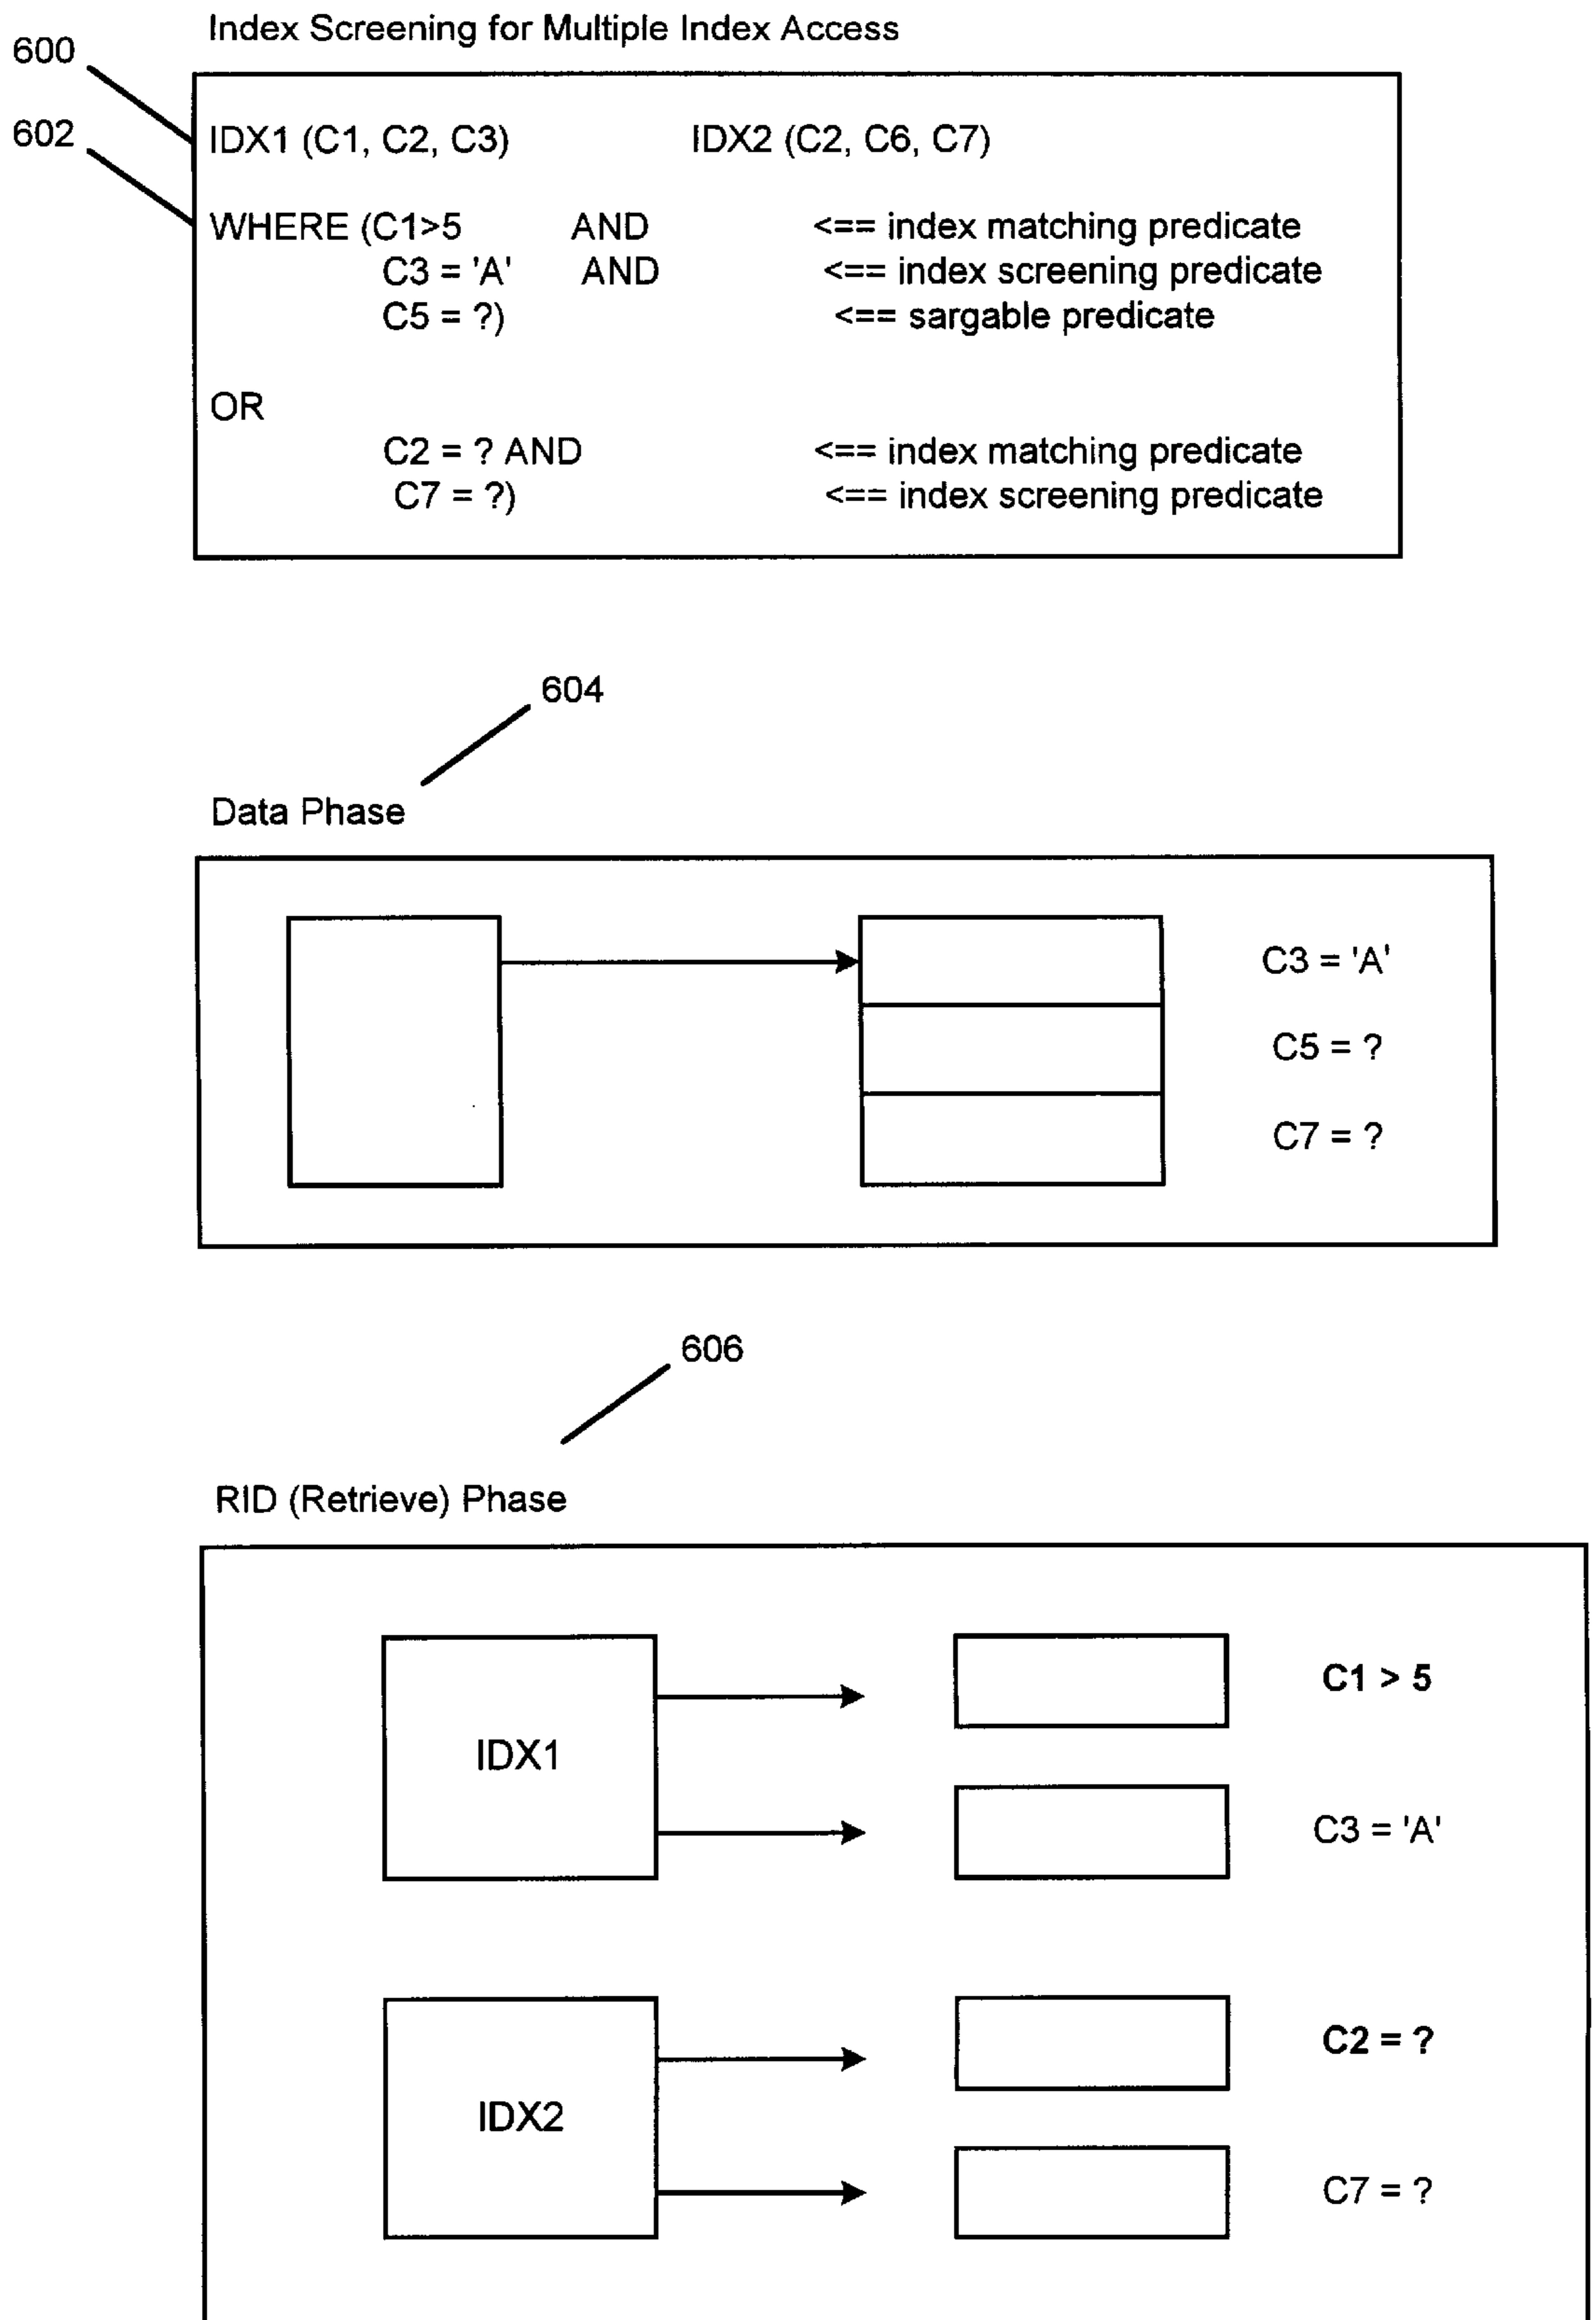 Index Screening for Multiple Index Access
600
602
IDX1 (C1, C2, C3) IDX2 (C2, C6, C7)
WHERE (C1>5 AND <== index matching predicate
C3 = 'A' AND <== index screening predicate
C5 = ?) <== sargable predicate
OR
C2 = ? AND <== index matching predicate
C7 = ?) <== index screening predicate
604
Data Phase
C3 = 'A'
C5 = ?
C7 = ?
606
RID (Retrieve) Phase
C1 > 5
IDX1
C3 = 'A'
C2 = ?
IDX2
C7 = ?